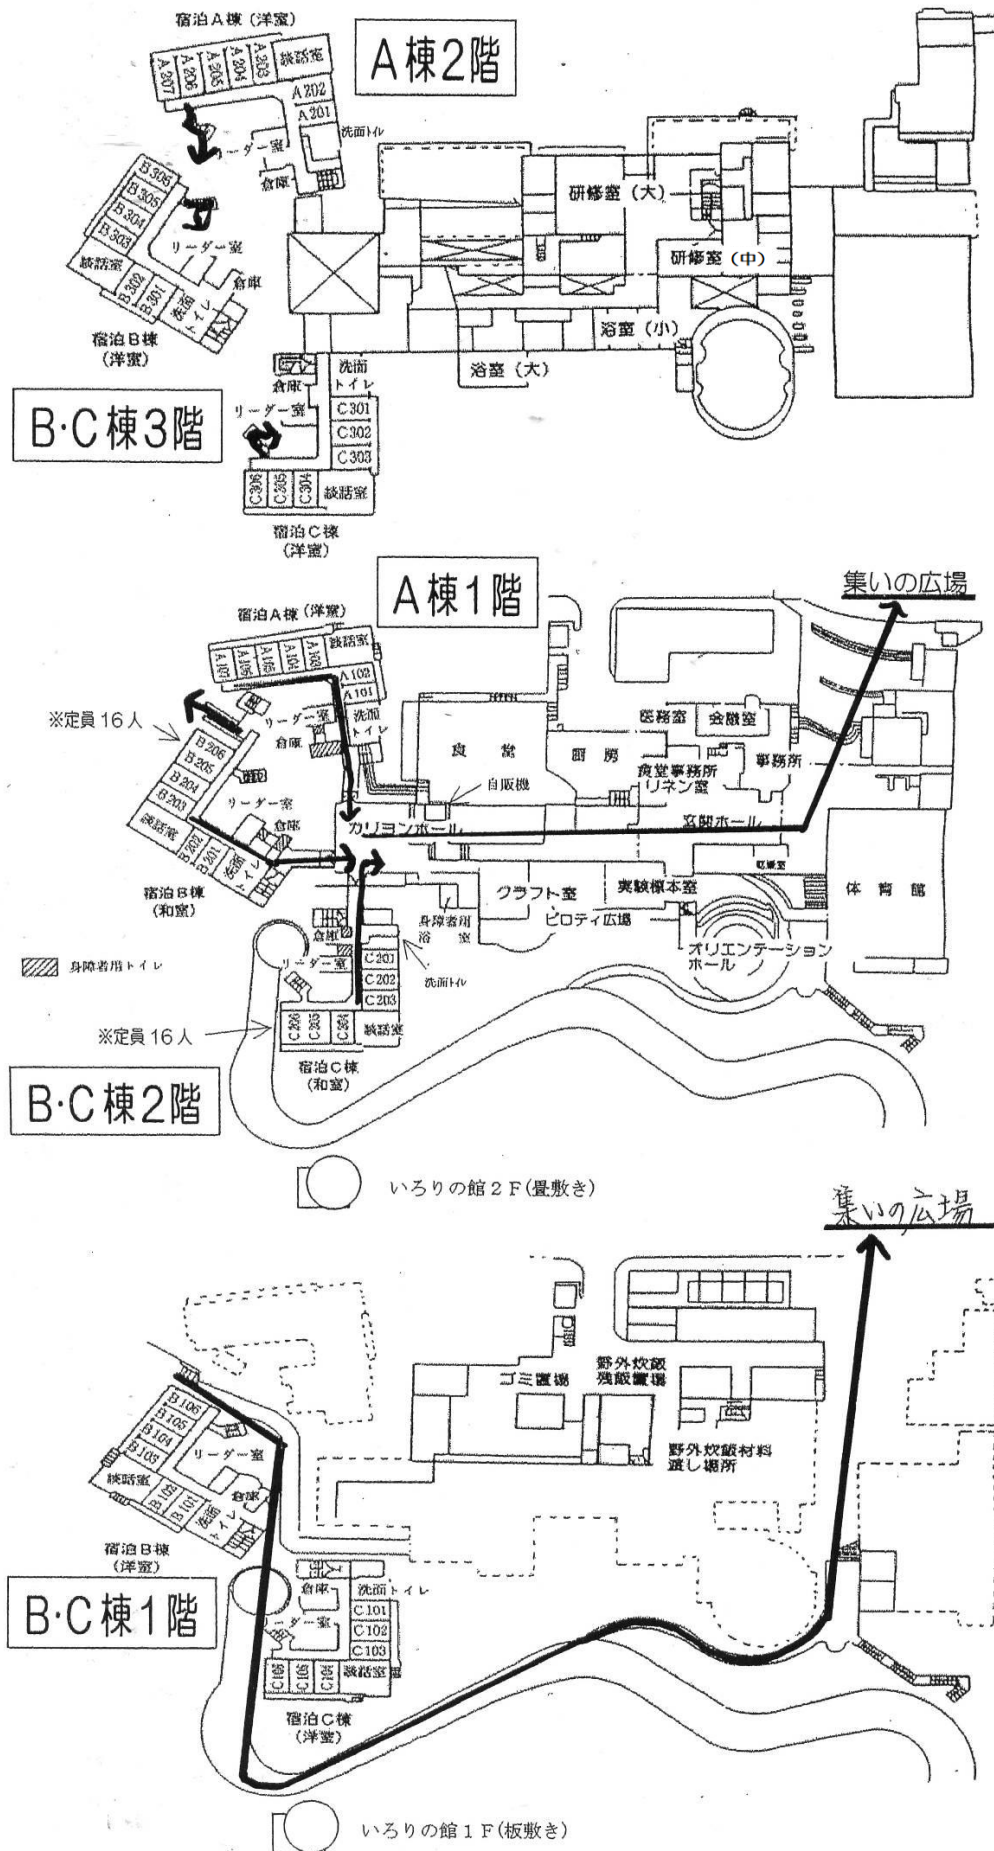 宿泊A棟 (洋室)
A棟2階
A207
A206
A205
A204
A203
談話室
A202
A201
洗面トイレ
リーダー室
倉庫
B306
B305
B304
B303
談話室
B302
B301
洗面
トイレ
リーダー室
倉庫
宿泊B棟
(洋室)
研修室 (大)
研修室 (中)
浴室 (小)
浴室 (大)
B·C棟3階
洗面
トイレ
倉庫
リーダー室
C301
C302
C303
C306
C305
C304
談話室
宿泊C棟
(洋室)
A棟1階
集いの広場
宿泊A棟 (洋室)
A107
A106
A105
A104
A103
談話室
A102
A101
洗面
トイレ
リーダー室
倉庫
※定員16人
B206
B205
B204
B203
談話室
B202
B201
洗面
トイレ
リーダー室
倉庫
宿泊B棟
(和室)
食堂
厨房
医務室
会議室
事務所
食堂事務所
リネン室
自販機
カリヨンホール
玄関ホール
乾燥室
クラフト室
実験標本室
ピロティ広場
体育館
オリエンテーション
ホール
身障者用
浴室
洗面トイレ
身障者用トイレ
倉庫
リーダー室
C201
C202
C203
C206
C205
C204
談話室
※定員16人
宿泊C棟
(和室)
B·C棟2階
いろりの館2F(畳敷き)
集いの広場
ゴミ置場
野外炊飯
残飯置場
野外炊飯材料
渡し場所
B106
B105
B104
B103
談話室
B102
B101
洗面
トイレ
リーダー室
倉庫
宿泊B棟
(洋室)
B·C棟1階
倉庫
洗面トイレ
リーダー室
C101
C102
C103
C106
C105
C104
談話室
宿泊C棟
(洋室)
いろりの館1F(板敷き)